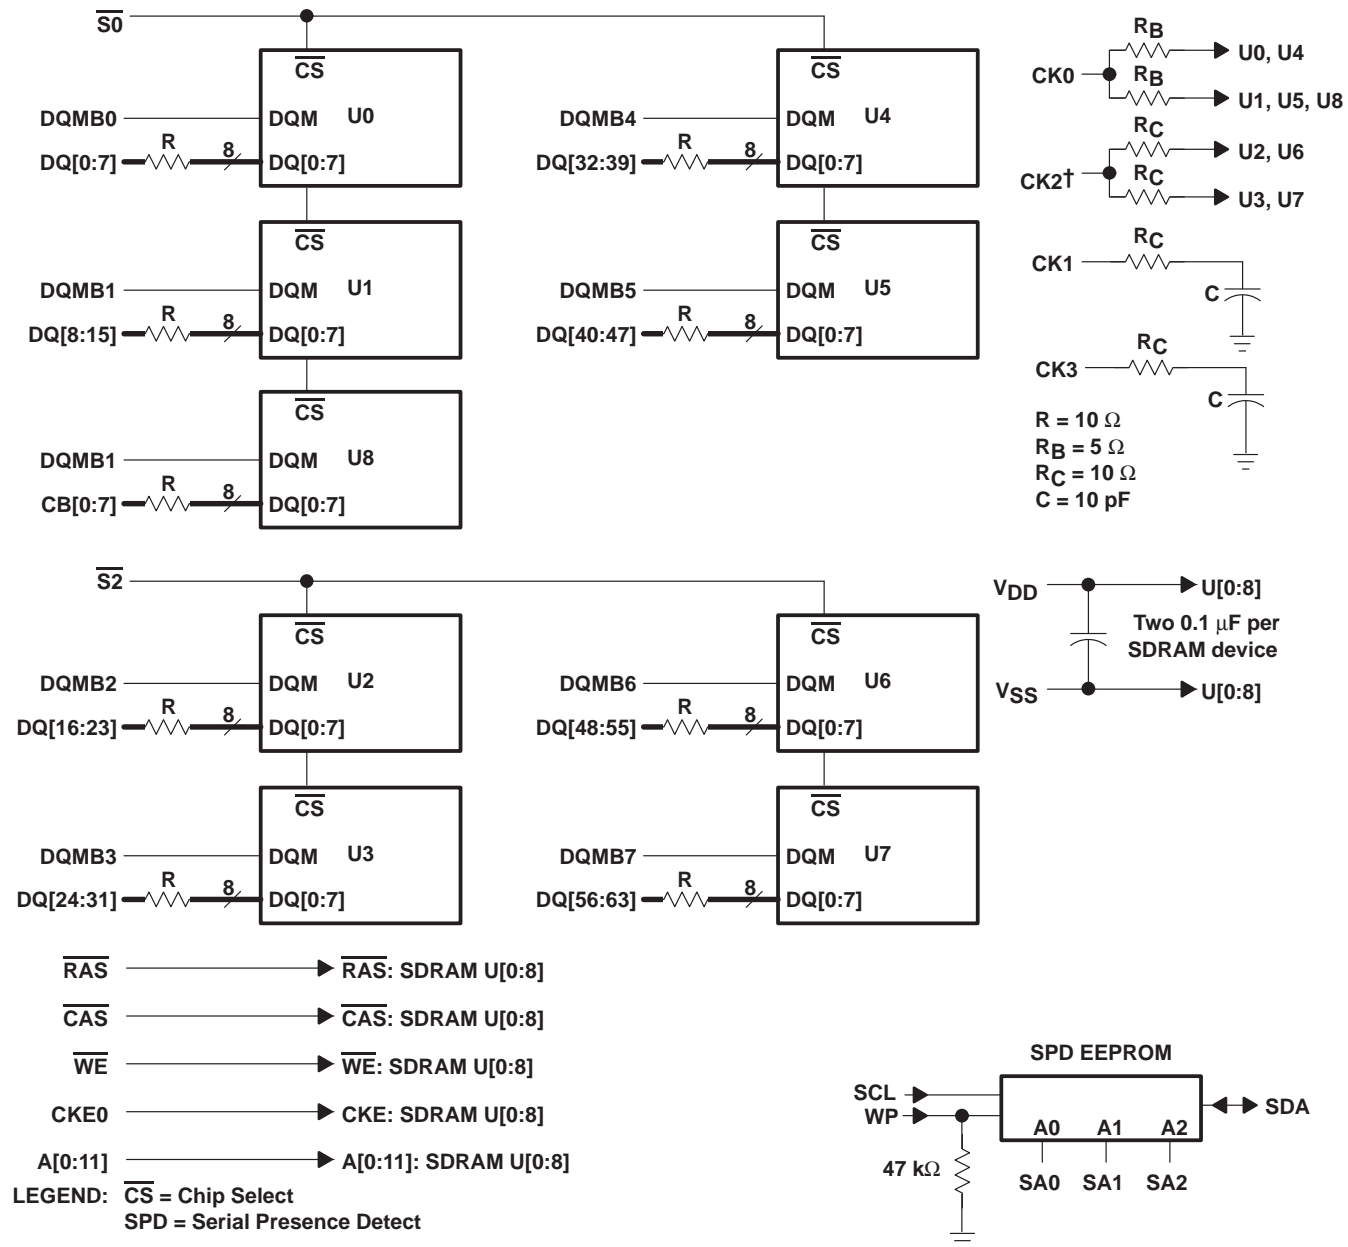 S0
CS
DQMB0
DQM U0
R
DQ[0:7]
8
DQ[0:7]
CS
DQMB4
DQM U4
R
DQ[32:39]
8
DQ[0:7]
CS
DQMB1
DQM U1
R
DQ[8:15]
8
DQ[0:7]
CS
DQMB5
DQM U5
R
DQ[40:47]
8
DQ[0:7]
CS
DQMB1
DQM U8
R
CB[0:7]
8
DQ[0:7]
RB
CK0
U0, U4
RB
U1, U5, U8
RC
CK2†
U2, U6
RC
U3, U7
RC
CK1
C
RC
CK3
C
R = 10 Ω
RB = 5 Ω
RC = 10 Ω
C = 10 pF
S2
CS
DQMB2
DQM U2
R
DQ[16:23]
8
DQ[0:7]
CS
DQMB6
DQM U6
R
DQ[48:55]
8
DQ[0:7]
CS
DQMB3
DQM U3
R
DQ[24:31]
8
DQ[0:7]
CS
DQMB7
DQM U7
R
DQ[56:63]
8
DQ[0:7]
VDD
U[0:8]
Two 0.1 μF per
SDRAM device
VSS
U[0:8]
RAS
RAS: SDRAM U[0:8]
CAS
CAS: SDRAM U[0:8]
WE
WE: SDRAM U[0:8]
CKE0
CKE: SDRAM U[0:8]
A[0:11]
A[0:11]: SDRAM U[0:8]
LEGEND: CS = Chip Select
SPD = Serial Presence Detect
SPD EEPROM
SCL
WP
SDA
A0 A1 A2
47 kΩ
SA0 SA1 SA2